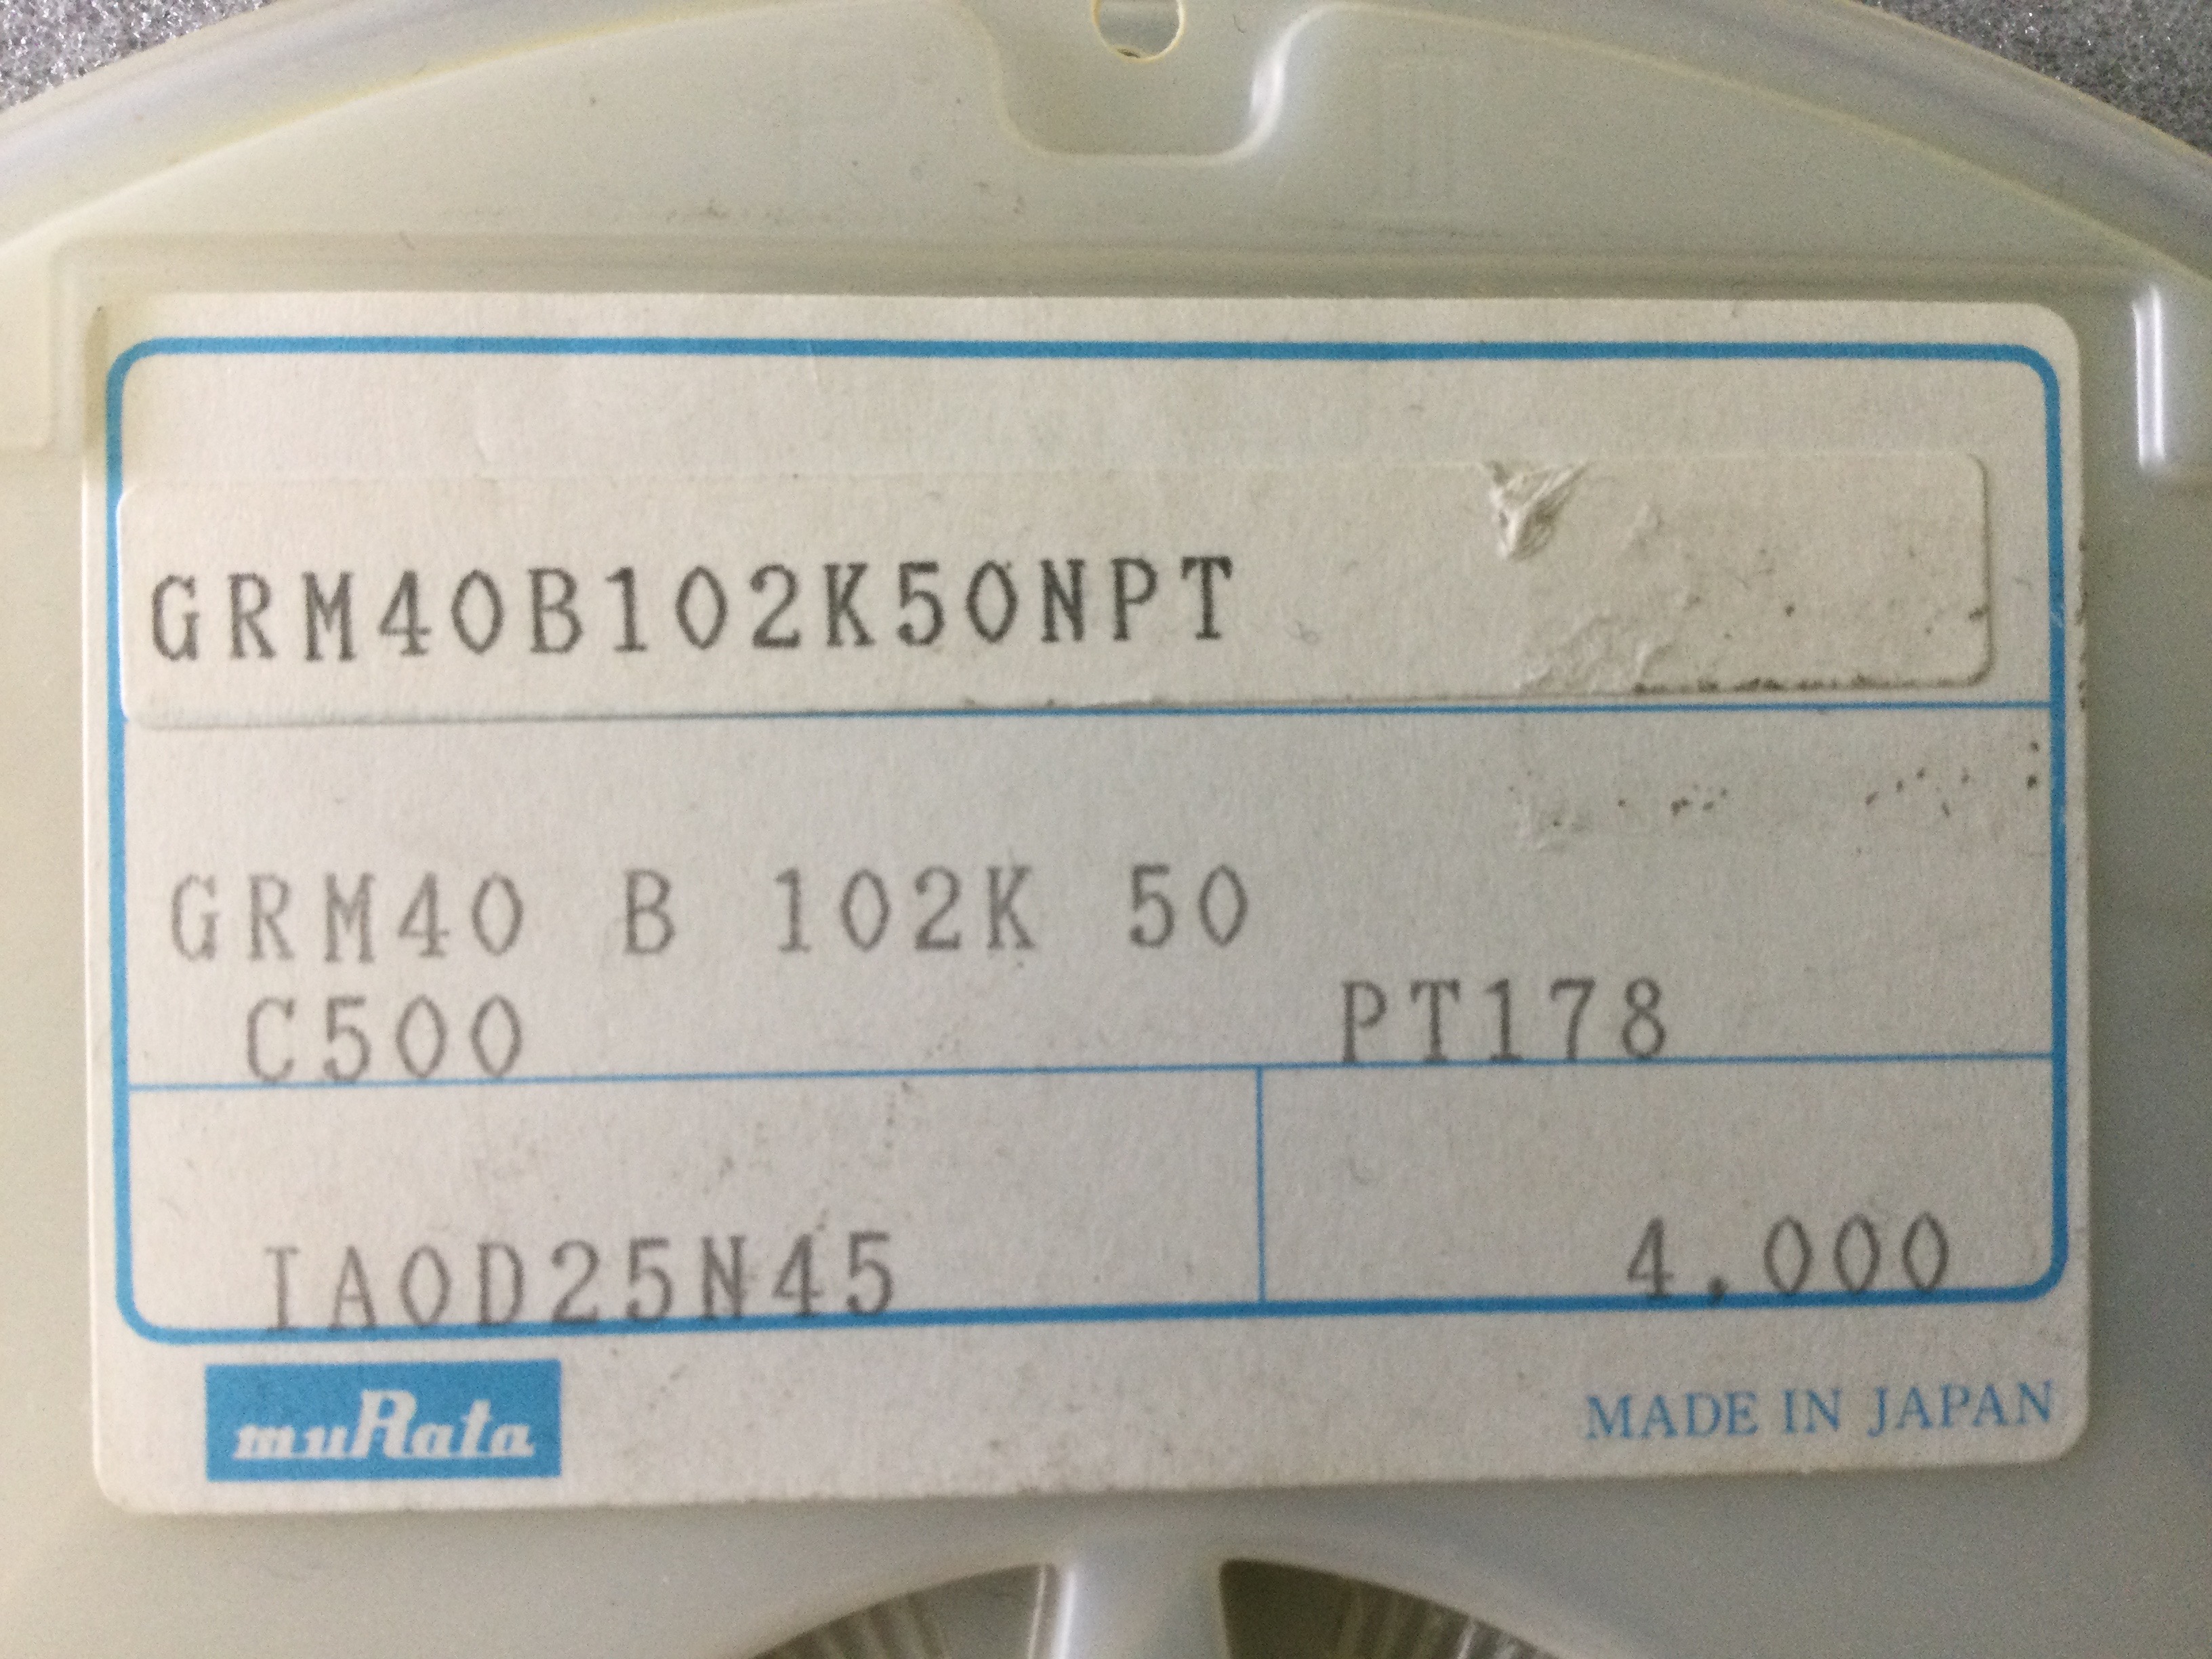 GRM40B102K50NPT
GRM40 B 102K 50
C500 PT178
IA0D25N45 4,000
muRata MADE IN JAPAN